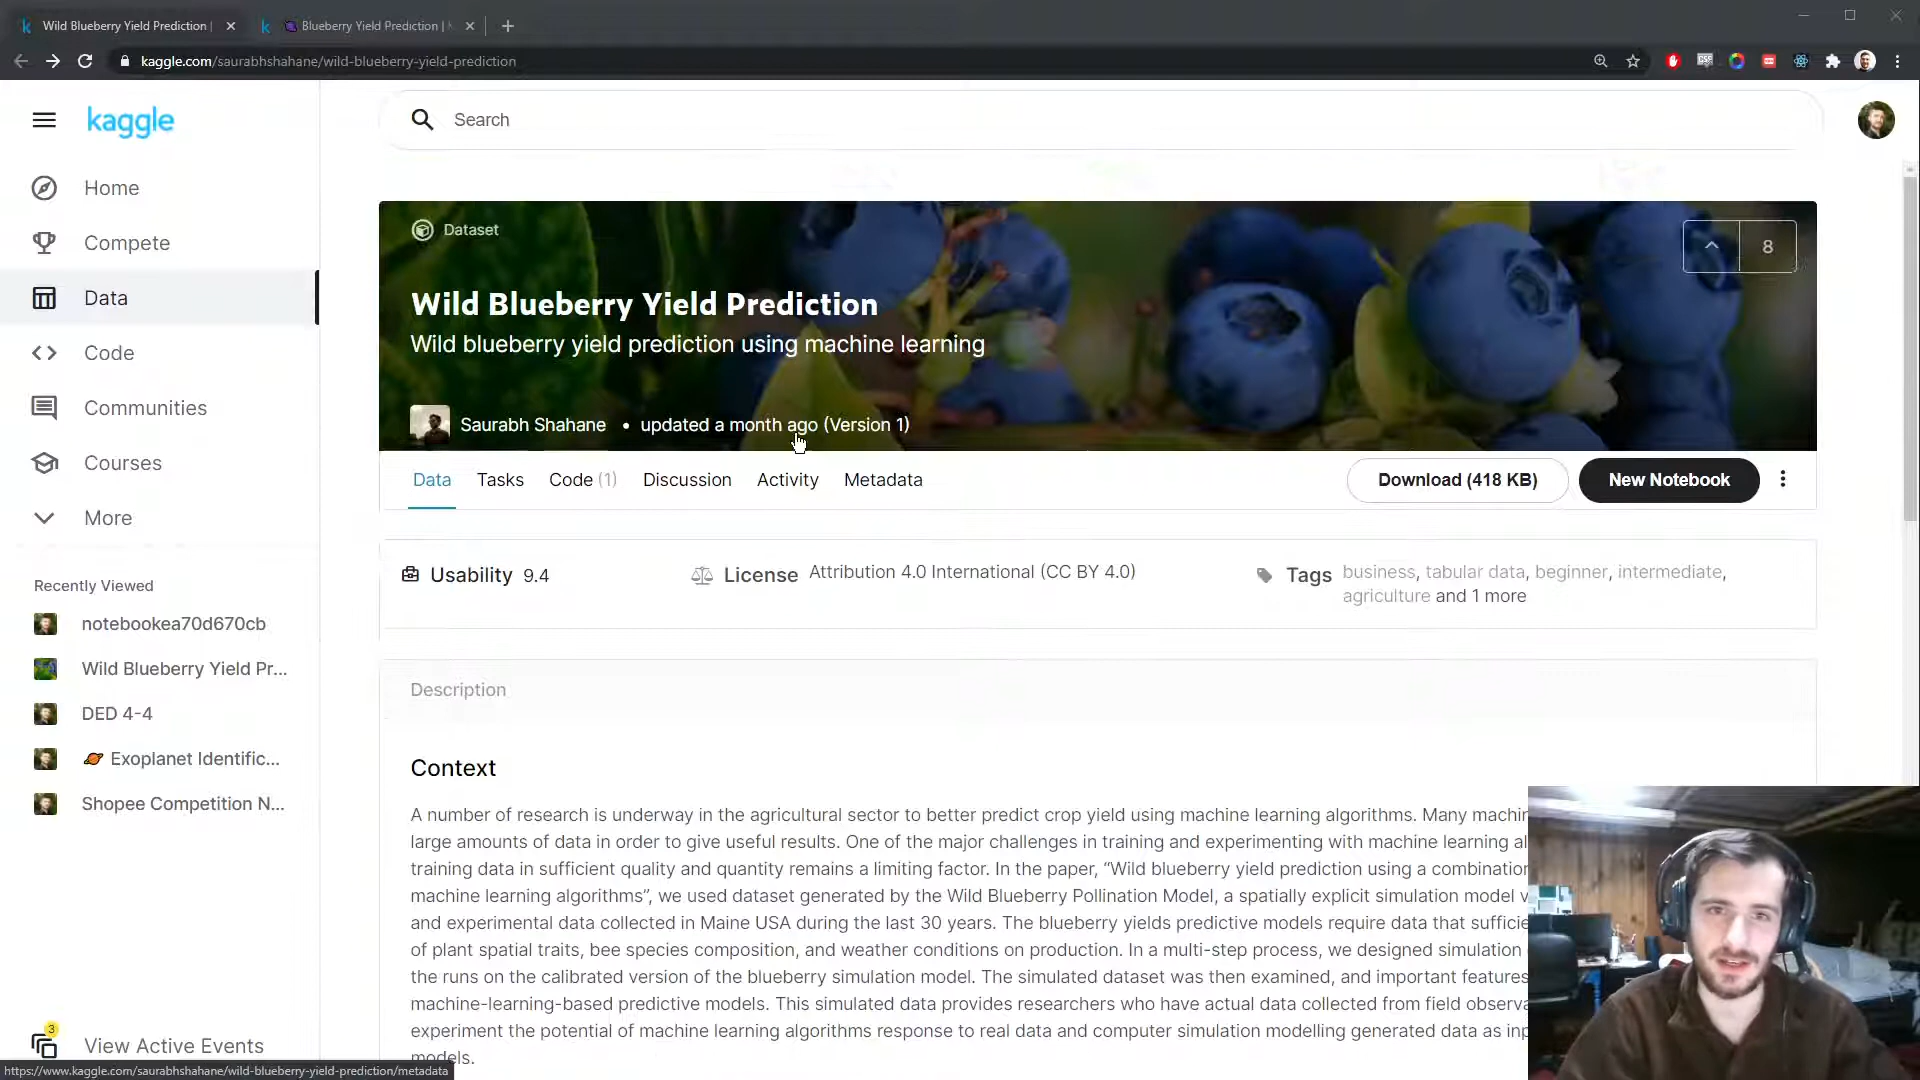 Wild Blueberry Yield Prediction |
Blueberry Yield Prediction |
kaggle.com/saurabhshahane/wild-blueberry-yield-prediction
kaggle
Search
Home
Compete
Data
Code
Communities
Courses
More
Recently Viewed
notebookea70d670cb
Wild Blueberry Yield Pr...
DED 4-4
Exoplanet Identific...
Shopee Competition N...
3
View Active Events
https://www.kaggle.com/saurabhshahane/wild-blueberry-yield-prediction/metadata
Dataset
8
Wild Blueberry Yield Prediction
Wild blueberry yield prediction using machine learning
Saurabh Shahane • updated a month ago (Version 1)
Data Tasks Code (1) Discussion Activity Metadata
Download (418 KB) New Notebook
Usability 9.4 License Attribution 4.0 International (CC BY 4.0) Tags business, tabular data, beginner, intermediate,
agriculture and 1 more
Description
Context
A number of research is underway in the agricultural sector to better predict crop yield using machine learning algorithms. Many machin
large amounts of data in order to give useful results. One of the major challenges in training and experimenting with machine learning al
training data in sufficient quality and quantity remains a limiting factor. In the paper, “Wild blueberry yield prediction using a combination
machine learning algorithms”, we used dataset generated by the Wild Blueberry Pollination Model, a spatially explicit simulation model v
and experimental data collected in Maine USA during the last 30 years. The blueberry yields predictive models require data that sufficie
of plant spatial traits, bee species composition, and weather conditions on production. In a multi-step process, we designed simulation
the runs on the calibrated version of the blueberry simulation model. The simulated dataset was then examined, and important features
machine-learning-based predictive models. This simulated data provides researchers who have actual data collected from field observa
experiment the potential of machine learning algorithms response to real data and computer simulation modelling generated data as inp
models.